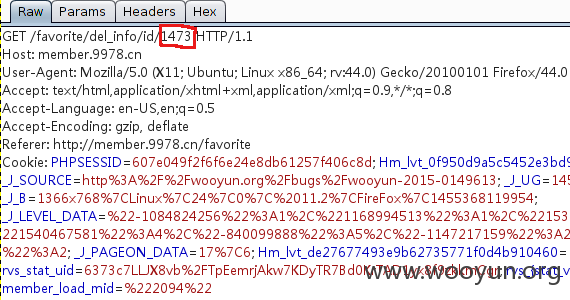 Raw Params Headers Hex
GET /favorite/del_info/id/1473 HTTP/1.1
Host: member.9978.cn
User-Agent: Mozilla/5.0 (X11; Ubuntu; Linux x86_64; rv:44.0) Gecko/20100101 Firefox/44.0
Accept: text/html,application/xhtml+xml,application/xml;q=0.9,*/*;q=0.8
Accept-Language: en-US,en;q=0.5
Accept-Encoding: gzip, deflate
Referer: http://member.9978.cn/favorite
Cookie: PHPSESSID=607e049f2f6f6e24e8db61257f406c8d; Hm_lvt_0f950d9a5c5452e3bd9
_J_SOURCE=http%3A%2F%2Fwooyun.org%2Fbugs%2Fwooyun-2015-0149613; _J_UG=145
_J_B=1366x768%7CLinux%7C24%7C0%7C%2011.2%7CFireFox%7C1455368119954;
_J_LEVEL_DATA=%22-1084824256%22%3A1%2C%221168994513%22%3A1%2C%22153
221540467581%22%3A4%2C%22-840099888%22%3A5%2C%22-1147217159%22%3A2
%22%3A2; _J_PAGEON_DATA=17%7C6; Hm_lvt_de27677493e9b62735771f0d4b910460=
rvs_stat_uid=6373c7LLJX8vb%2FTpEemrjAkw7KDyTR7Bd0
member_load_mid=%222094%22
www.wooyun.org